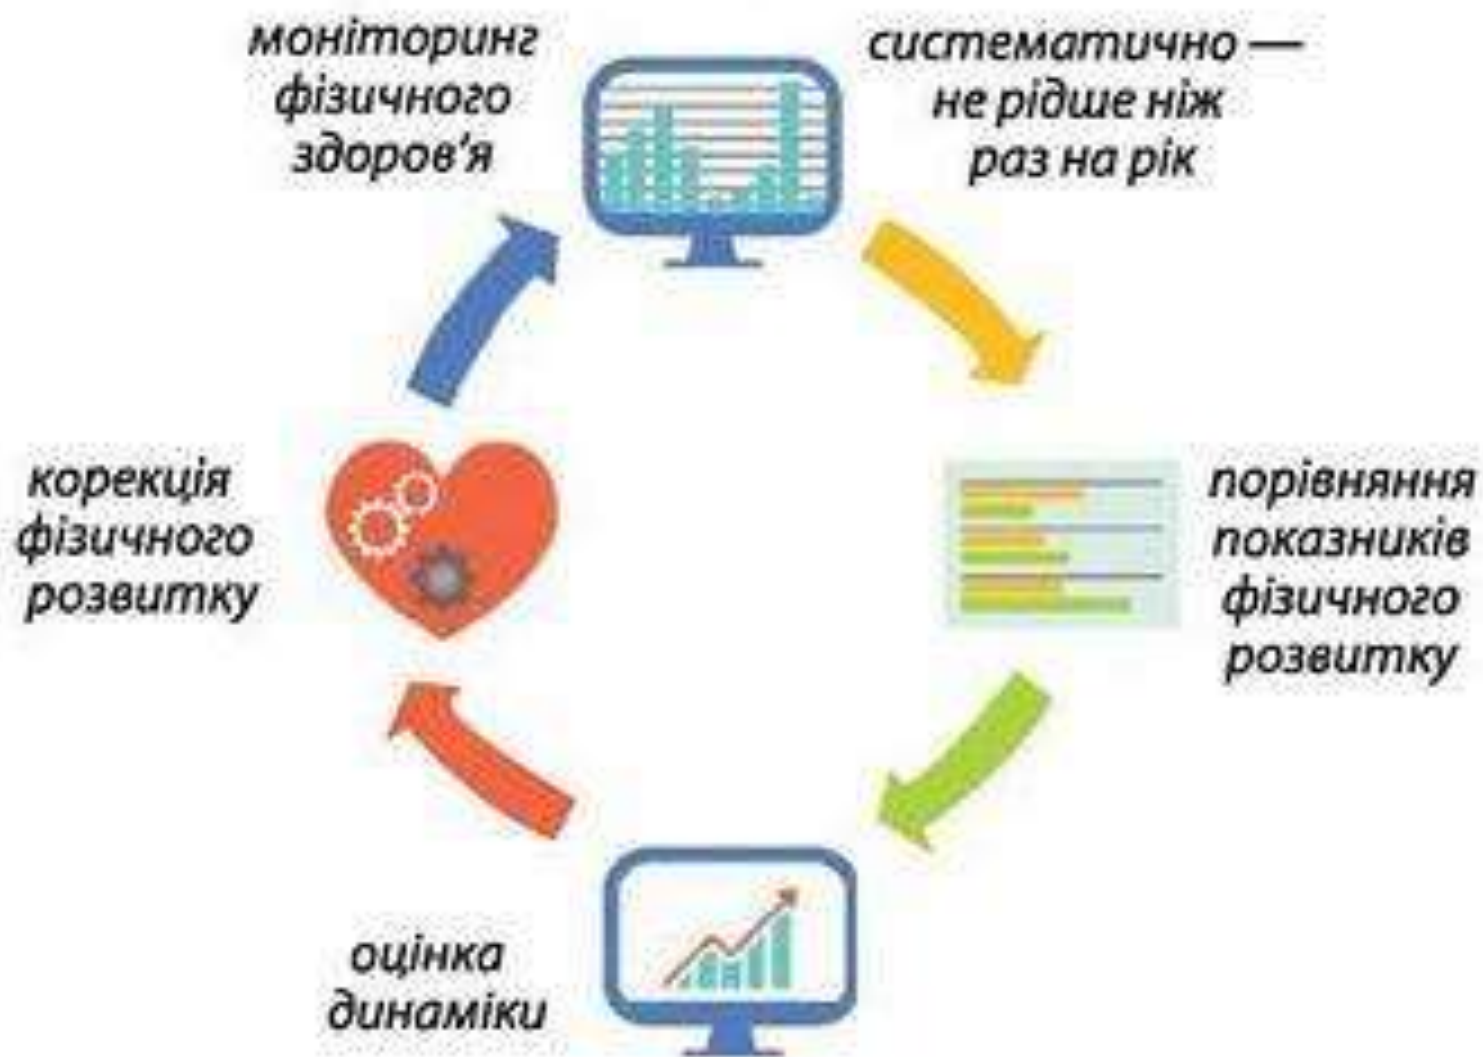 моніторинг
фізичного
здоров'я
систематично —
не рідше ніж
раз на рік
порівняння
показників
фізичного
розвитку
оцінка
динаміки
корекція
фізичного
розвитку